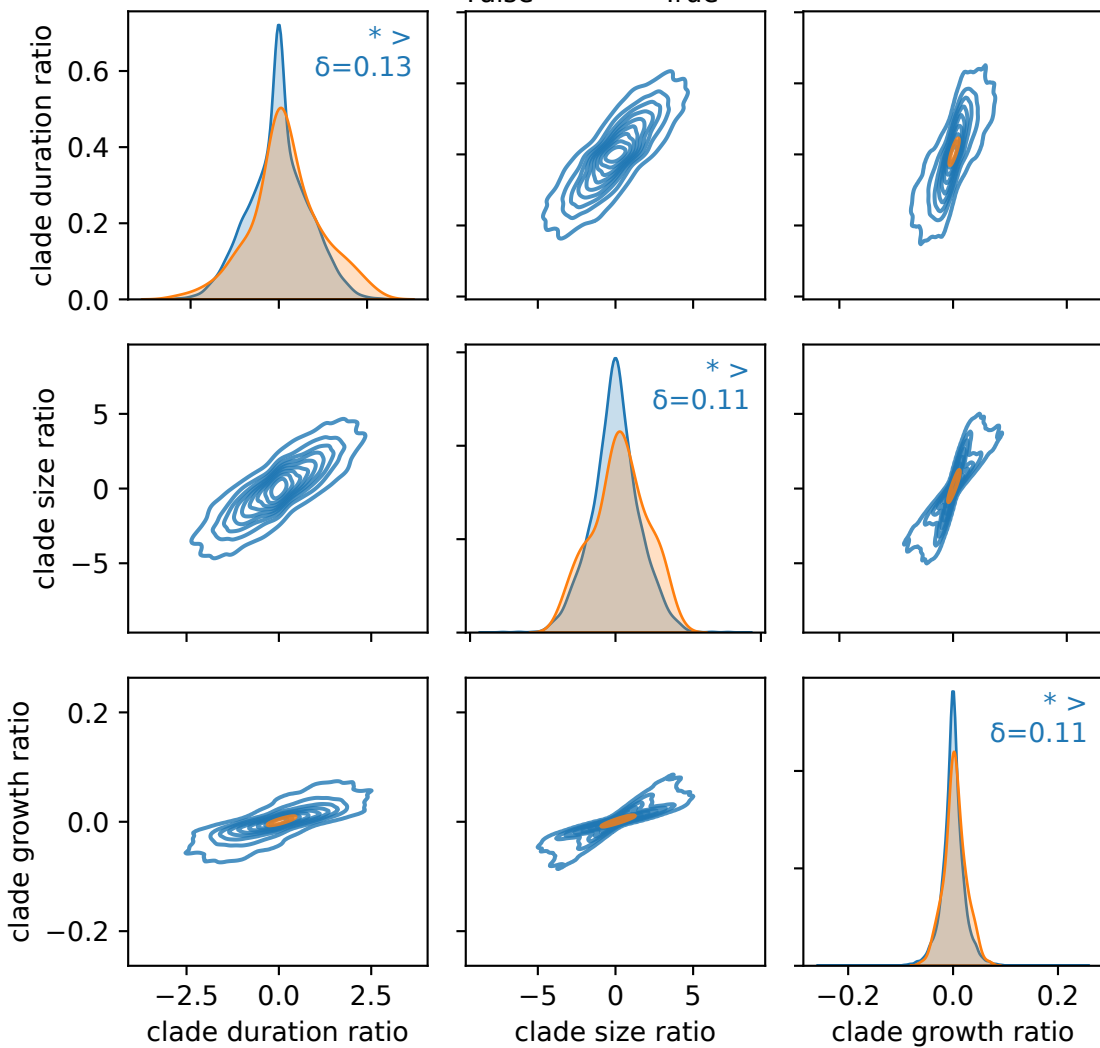 False True
clade duration ratio
0.6
0.4
0.2
0.0
* >
δ=0.13
clade size ratio
5
0
−5
* >
δ=0.11
clade growth ratio
0.2
0.0
−0.2
* >
δ=0.11
−2.5 0.0 2.5
−5 0 5
−0.2 0.0 0.2
clade duration ratio
clade size ratio
clade growth ratio